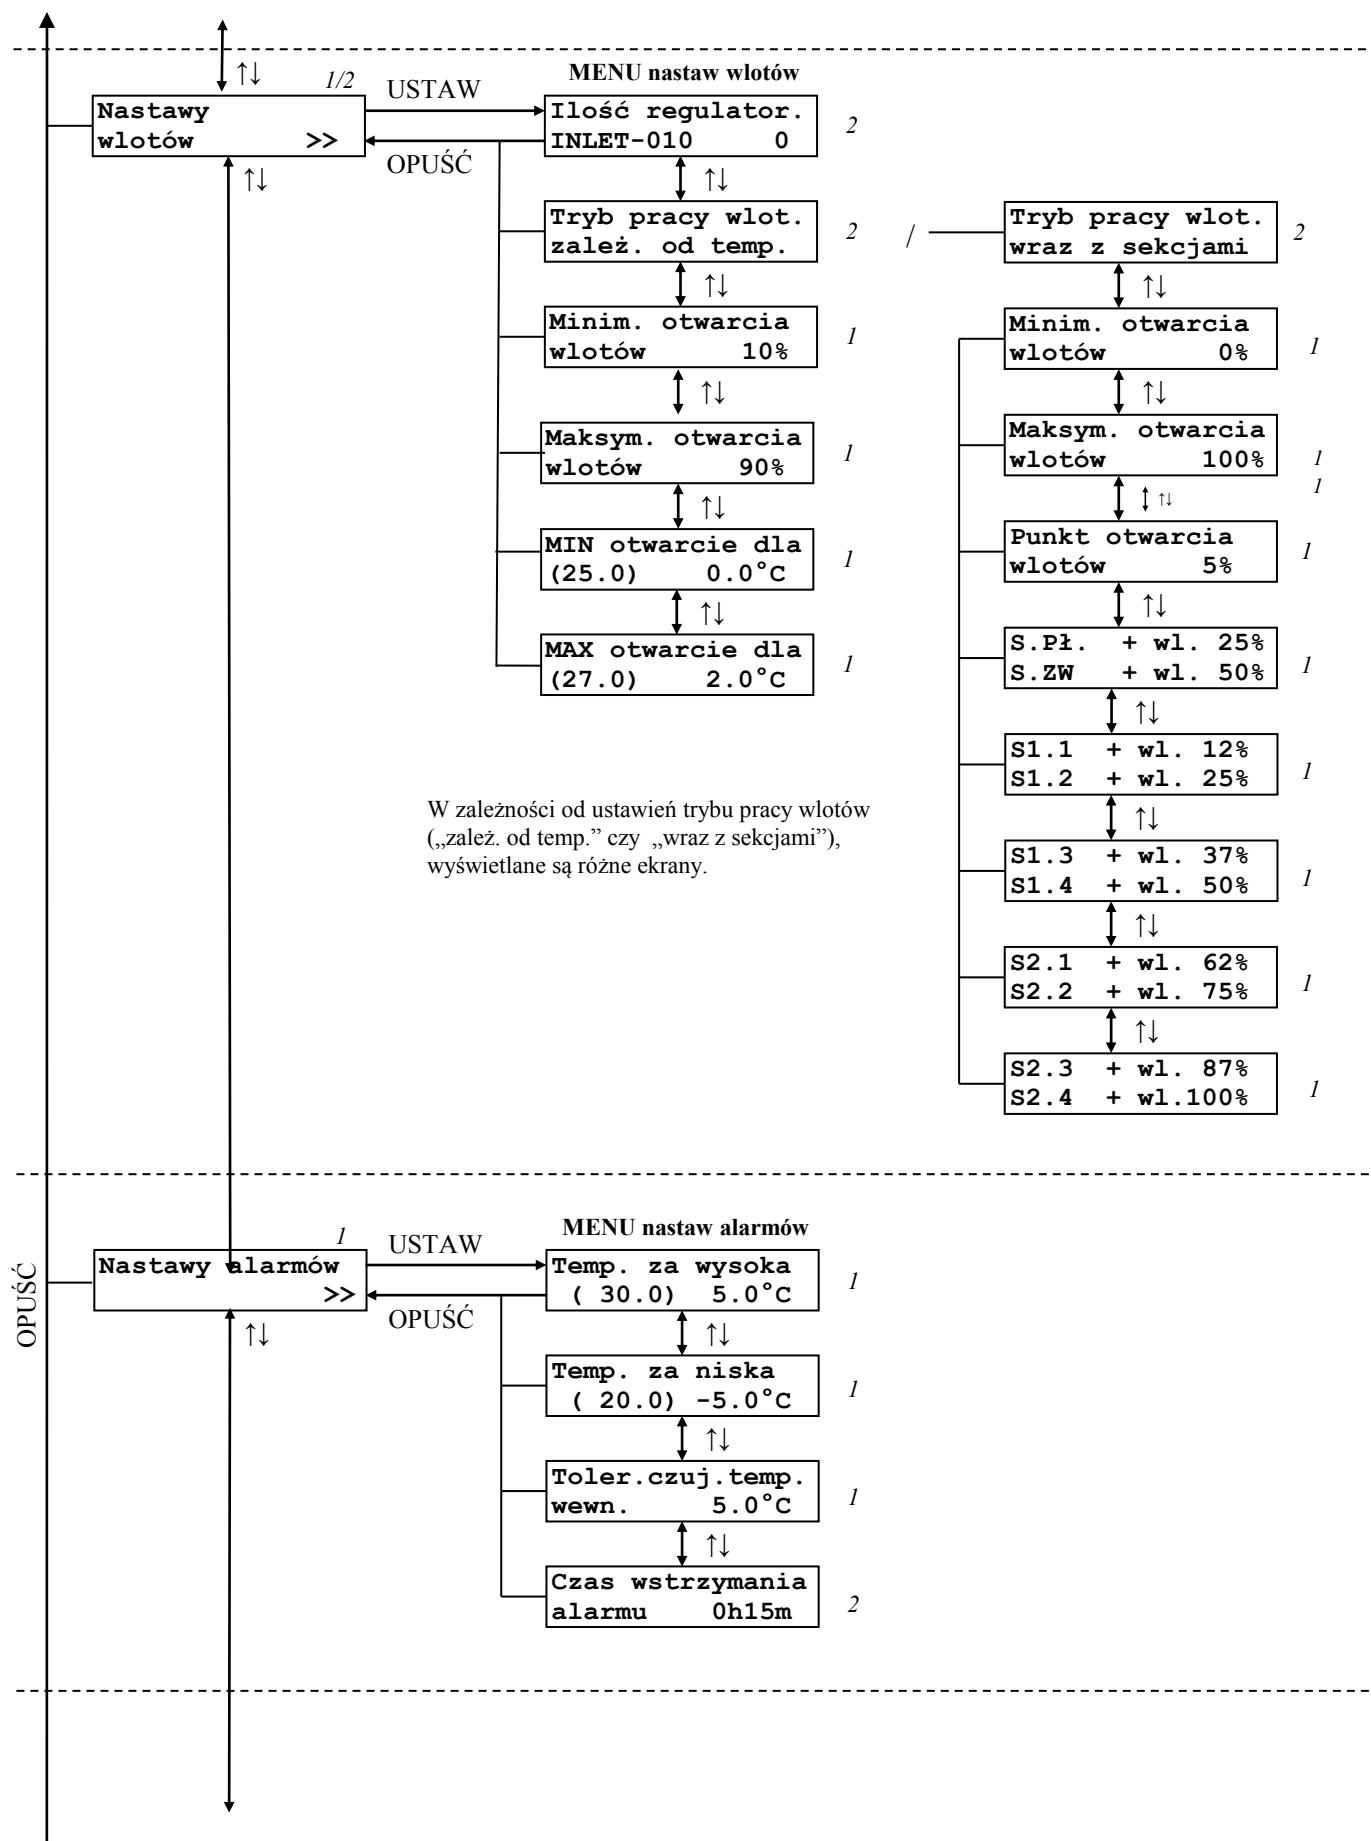 ↑↓
1/2
USTAW
MENU nastaw wlotów
Nastawy
wlotów >>
OPUŚĆ
↑↓
Ilość regulator.
INLET-010 0
2
↑↓
Tryb pracy wlot.
zależ. od temp.
2
↑↓
Minim. otwarcia
wlotów 10%
1
↑↓
Maksym. otwarcia
wlotów 90%
1
↑↓
MIN otwarcie dla
(25.0) 0.0°C
1
↑↓
MAX otwarcie dla
(27.0) 2.0°C
1
/
Tryb pracy wlot.
wraz z sekcjami
2
↑↓
Minim. otwarcia
wlotów 0%
1
↑↓
Maksym. otwarcia
wlotów 100%
1
1
↑↓
Punkt otwarcia
wlotów 5%
1
↑↓
S.Pł. + wl. 25%
S.ZW + wl. 50%
1
↑↓
S1.1 + wl. 12%
S1.2 + wl. 25%
1
↑↓
S1.3 + wl. 37%
S1.4 + wl. 50%
1
↑↓
S2.1 + wl. 62%
S2.2 + wl. 75%
1
↑↓
S2.3 + wl. 87%
S2.4 + wl.100%
1
W zależności od ustawień trybu pracy wlotów
(„zależ. od temp.” czy „wraz z sekcjami”),
wyświetlane są różne ekrany.
OPUŚĆ
1
USTAW
MENU nastaw alarmów
Nastawy alarmów
>>
OPUŚĆ
↑↓
Temp. za wysoka
( 30.0) 5.0°C
1
↑↓
Temp. za niska
( 20.0) -5.0°C
1
↑↓
Toler.czuj.temp.
wewn. 5.0°C
1
↑↓
Czas wstrzymania
alarmu 0h15m
2